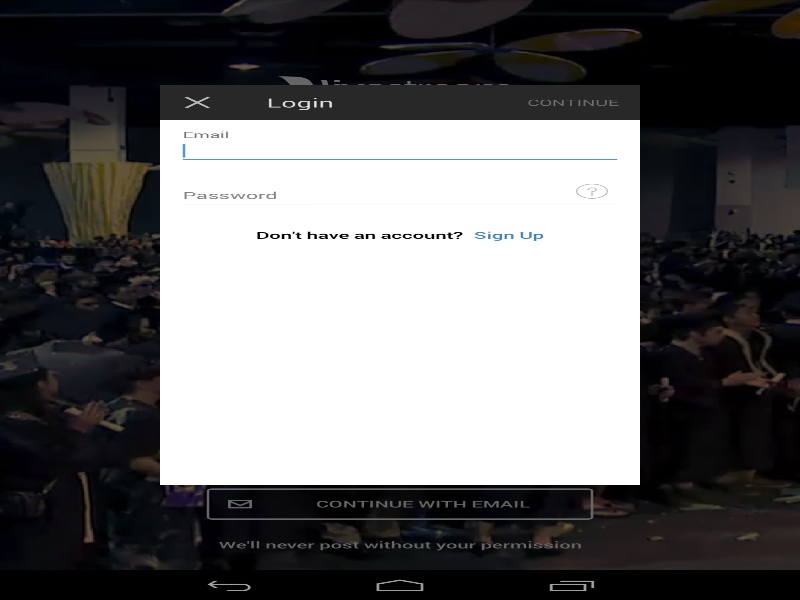 Login
CONTINUE
Email
Password
?
Don't have an account? Sign Up
CONTINUE WITH EMAIL
We'll never post without your permission